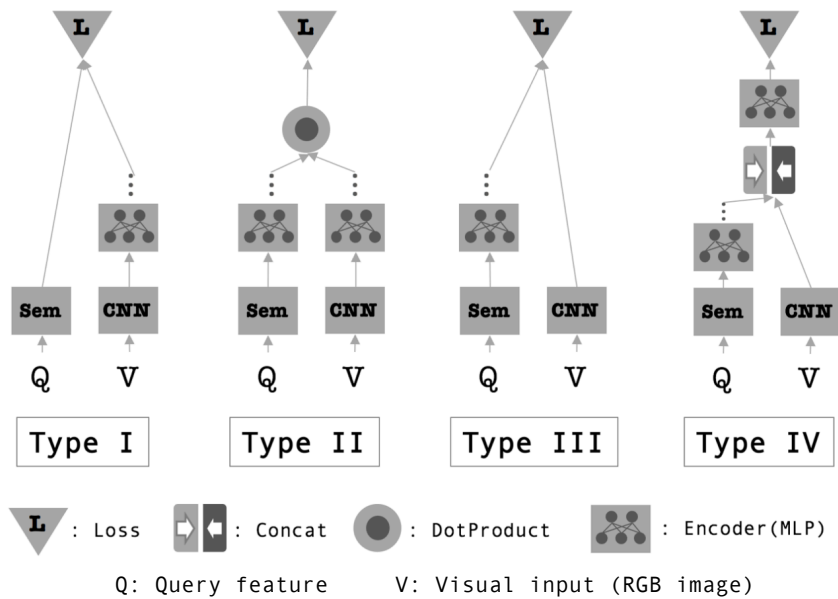 L L L L
Sem CNN Sem CNN Sem CNN Sem CNN
Q V Q V Q V Q V
Type I Type II Type III Type IV
L : Loss : Concat : DotProduct : Encoder(MLP)
Q: Query feature V: Visual input (RGB image)